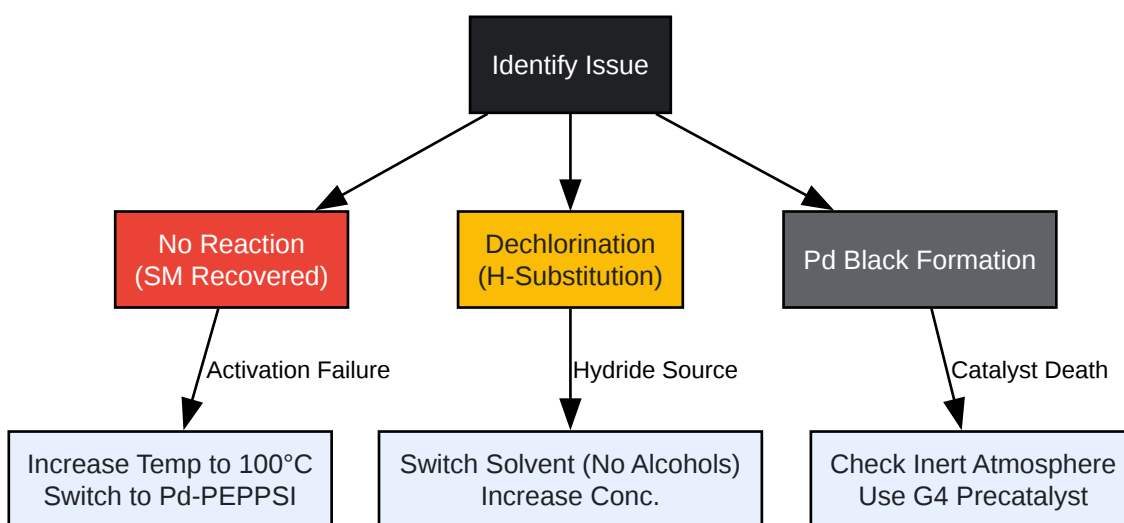 Identify Issue
No Reaction
(SM Recovered)
Dechlorination
(H-Substitution)
Pd Black Formation
Activation Failure
Hydride Source
Catalyst Death
Increase Temp to 100°C
Switch to Pd-PEPPSI
Switch Solvent (No Alcohols)
Increase Conc.
Check Inert Atmosphere
Use G4 Precatalyst